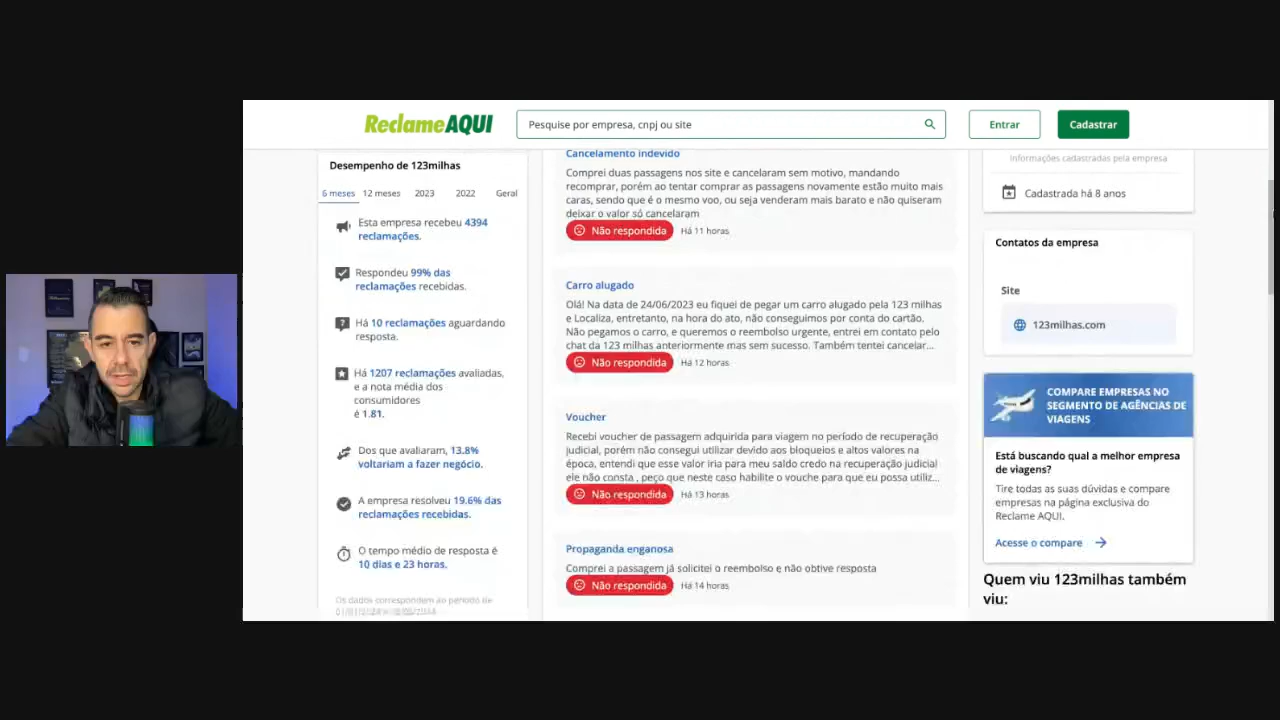 ReclameAQUI
Pesquise por empresa, cnpj ou site
Entrar
Cadastrar
Desempenho de 123milhas
6 meses
12 meses
2023
2022
Geral
Esta empresa recebeu 4394
reclamações.
Respondeu 99% das
reclamações recebidas.
Há 10 reclamações aguardando
resposta.
Há 1207 reclamações avaliadas,
e a nota média dos
consumidores
é 1.81.
Dos que avaliaram, 13.8%
voltariam a fazer negócio.
A empresa resolveu 19.6% das
reclamações recebidas.
O tempo médio de resposta é
10 dias e 23 horas.
Os dados correspondem ao período de
Cancelamento indevido
Comprei duas passagens nos site e cancelaram sem motivo, mandando
recomprar, porém ao tentar comprar as passagens novamente estão muito mais
caras, sendo que é o mesmo voo, ou seja venderam mais barato e não quiseram
deixar o valor só cancelaram
Não respondida
Há 11 horas
Carro alugado
Olá! Na data de 24/06/2023 eu fiquei de pegar um carro alugado pela 123 milhas
e Localiza, entretanto, na hora do ato, não conseguimos por conta do cartão.
Não pegamos o carro, e queremos o reembolso urgente, entrei em contato pelo
chat da 123 milhas anteriormente mas sem sucesso. Também tentei cancelar...
Não respondida
Há 12 horas
Voucher
Recebi voucher de passagem adquirida para viagem no período de recuperação
judicial, porém não consegui utilizar devido aos bloqueios e altos valores na
época, entendi que esse valor iria para meu saldo credo na recuperação judicial
ele não consta , peço que neste caso habilite o vouche para que eu possa utiliz...
Não respondida
Há 13 horas
Propaganda enganosa
Comprei a passagem já solicitei o reembolso e não obtive resposta
Não respondida
Há 14 horas
Informações cadastradas pela empresa
Cadastrada há 8 anos
Contatos da empresa
Site
123milhas.com
COMPARE EMPRESAS NO
SEGMENTO DE AGÊNCIAS DE
VIAGENS
Está buscando qual a melhor empresa
de viagens?
Tire todas as suas dúvidas e compare
empresas na página exclusiva do
Reclame AQUI.
Acesse o compare
Quem viu 123milhas também
viu: